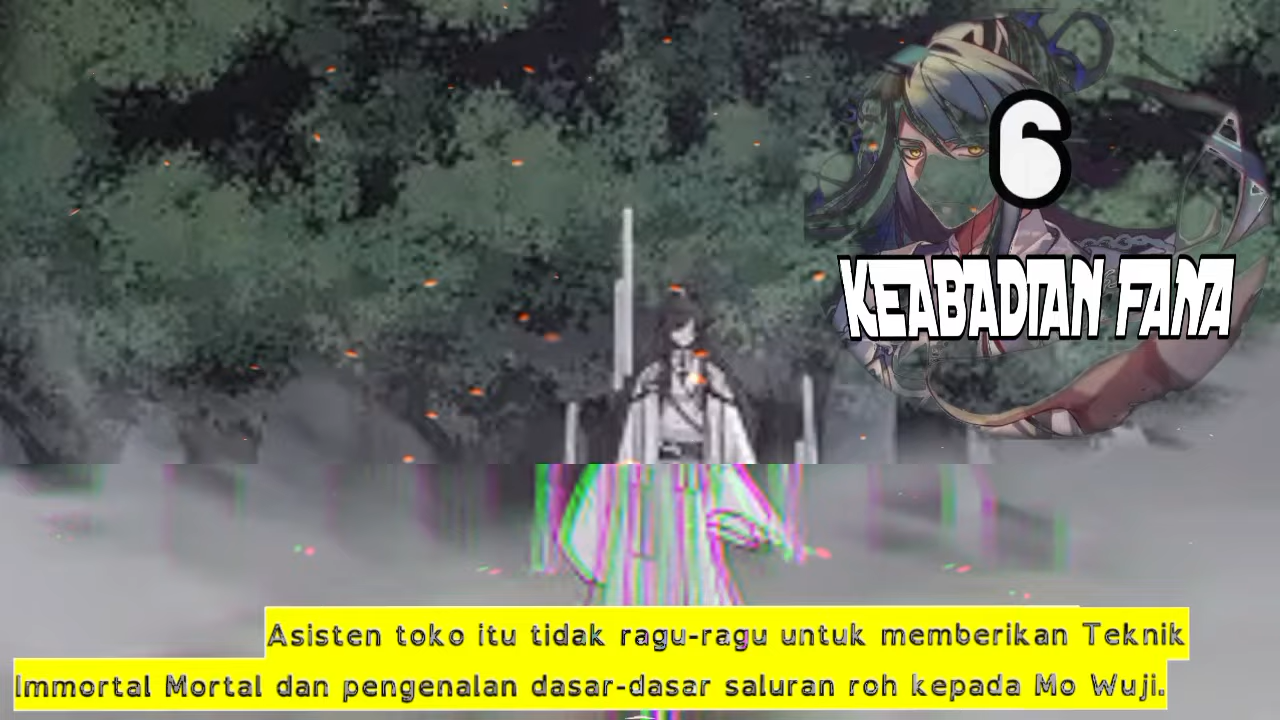 6
KEABADIAN FANA
Asisten toko itu tidak ragu-ragu untuk memberikan Teknik
Immortal Mortal dan pengenalan dasar-dasar saluran roh kepada Mo Wuji.